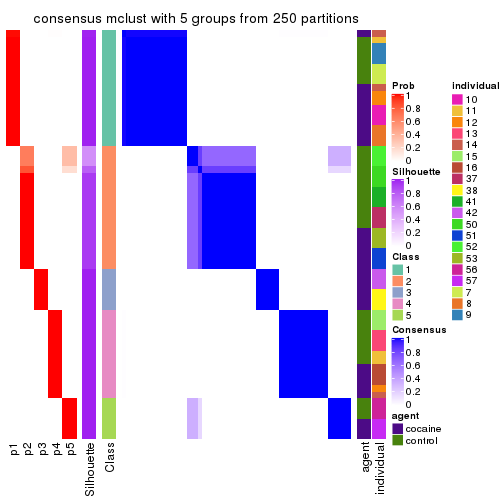 consensus mclust with 5 groups from 250 partitions
p1
p2
p3
p4
p5
Silhouette
Class
agent
individual
Prob
1
0.8
0.6
0.4
0.2
0
Silhouette
1
0.8
0.6
0.4
0.2
0
Class
1
2
3
4
5
Consensus
1
0.8
0.6
0.4
0.2
0
agent
cocaine
control
individual
10
11
12
13
14
15
16
37
38
41
42
50
51
52
53
56
57
7
8
9